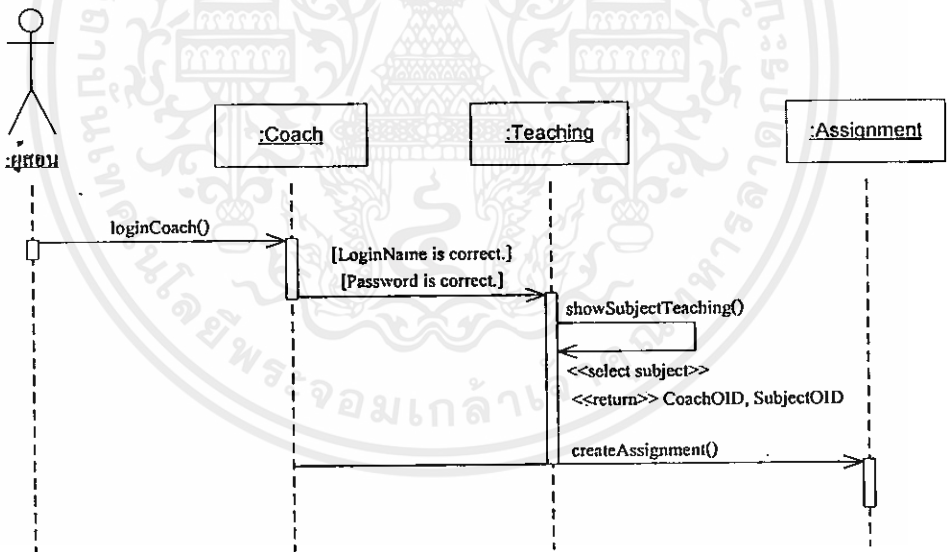 :Coach
:Teaching
:Assignment
:ผู้สอน
loginCoach()
[LoginName is correct.]
[Password is correct.]
showSubjectTeaching()
<<select subject>>
<<return>> CoachOID, SubjectOID
createAssignment()